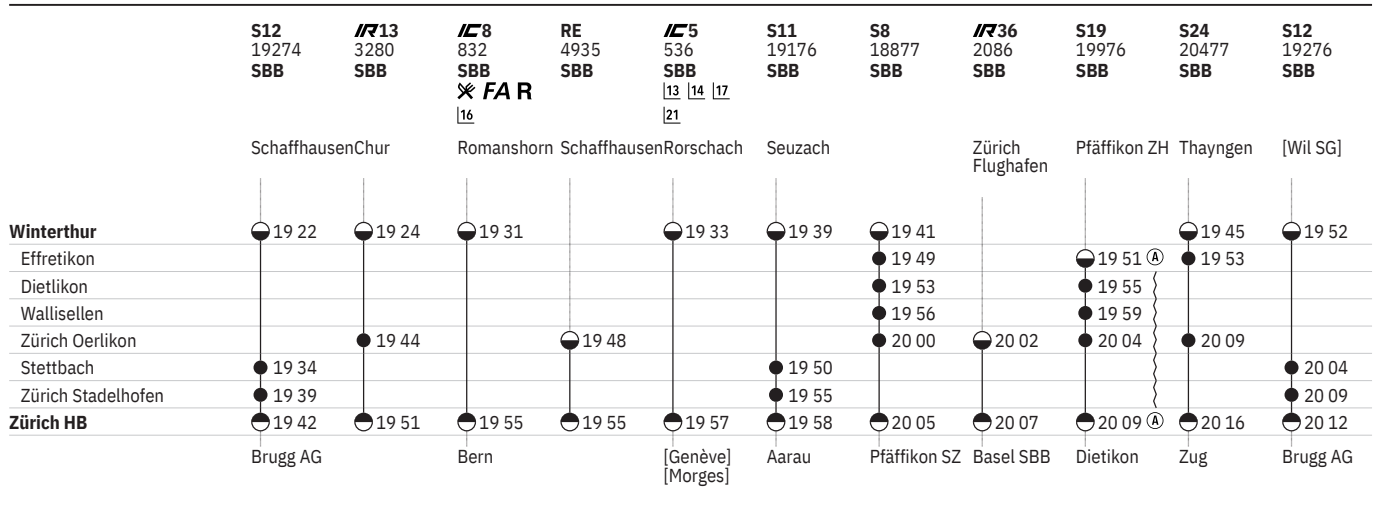 S12 IR13 IC8 RE IC5 S11 S8 IR36 S19 S24 S12
19274 3280 832 4935 536 19176 18877 2086 19976 20477 19276
SBB SBB SBB SBB SBB SBB SBB SBB SBB SBB SBB
FA R 13 14 17
16 21
Schaffhausen Chur Romanshorn Schaffhausen Rorschach Seuzach Zürich Pfäffikon ZH Thayngen [Wil SG]
Flughafen
Winterthur 19 22 19 24 19 31 19 33 19 39 19 41 19 45 19 52
Effretikon 19 49 19 51 A 19 53
Dietlikon 19 53 19 55
Wallisellen 19 56 19 59
Zürich Oerlikon 19 44 19 48 20 00 20 02 20 04 20 09
Stettbach 19 34 19 50 20 04
Zürich Stadelhofen 19 39 19 55 20 09
Zürich HB 19 42 19 51 19 55 19 55 19 57 19 58 20 05 20 07 20 09 A 20 16 20 12
Brugg AG Bern [Genève] Aarau Pfäffikon SZ Basel SBB Dietikon Zug Brugg AG
[Morges]